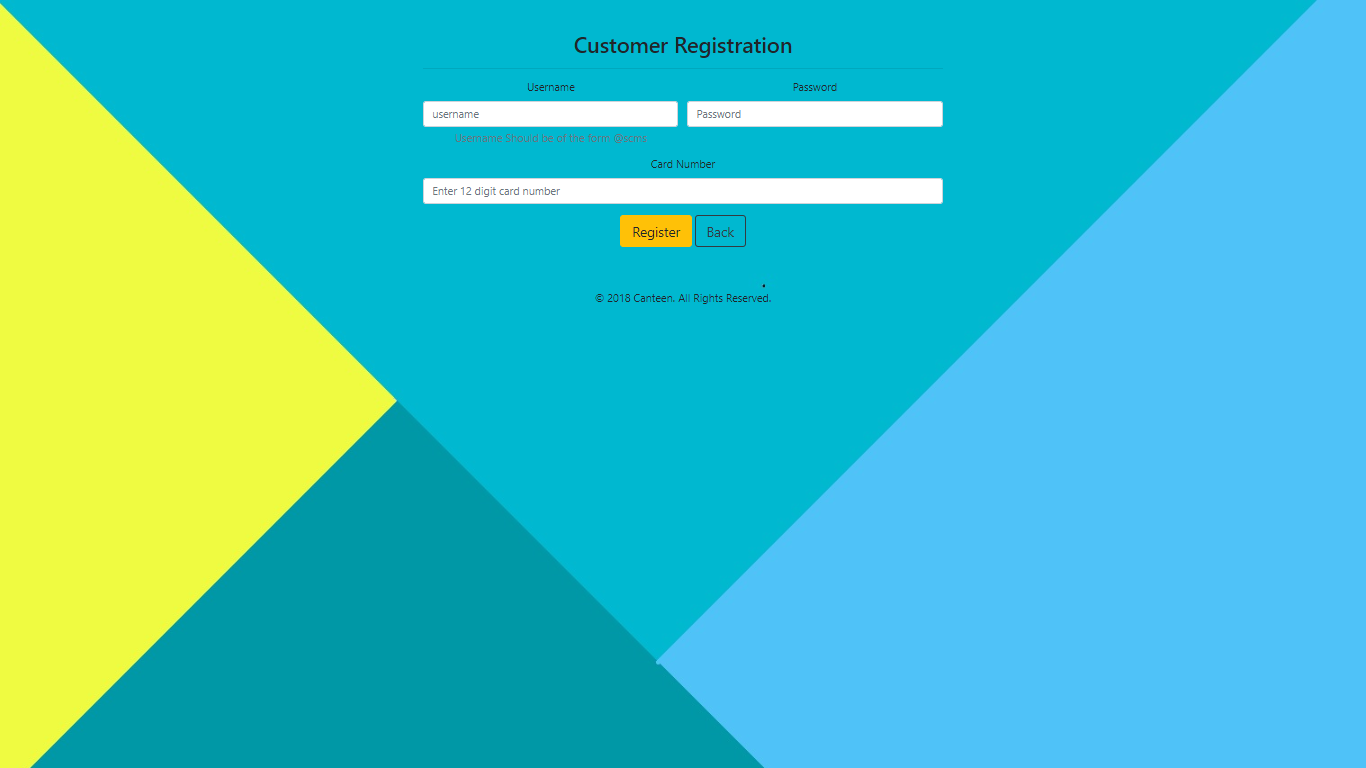 Customer Registration
Username Password
username Password
Username Should be of the form @scms
Card Number
Enter 12 digit card number
Register Back
© 2018 Canteen. All Rights Reserved.